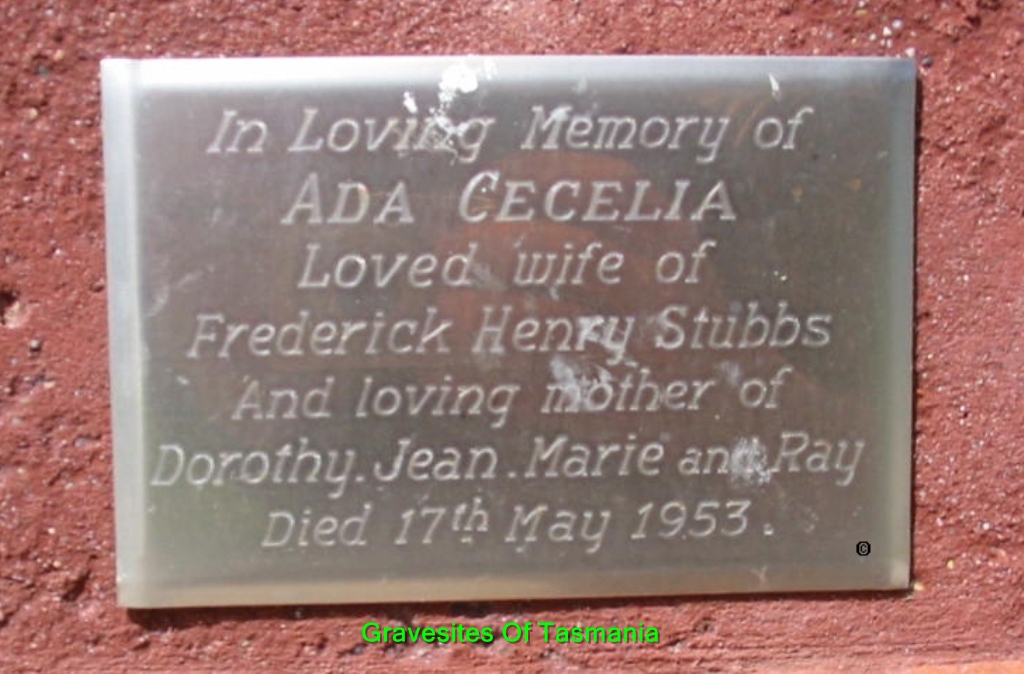 In Loving Memory of
ADA CECELIA
Loved wife of
Frederick Henry Stubbs
And loving mother of
Dorothy. Jean. Marie and Ray
Died 17th May 1953.
©
Gravesites Of Tasmania